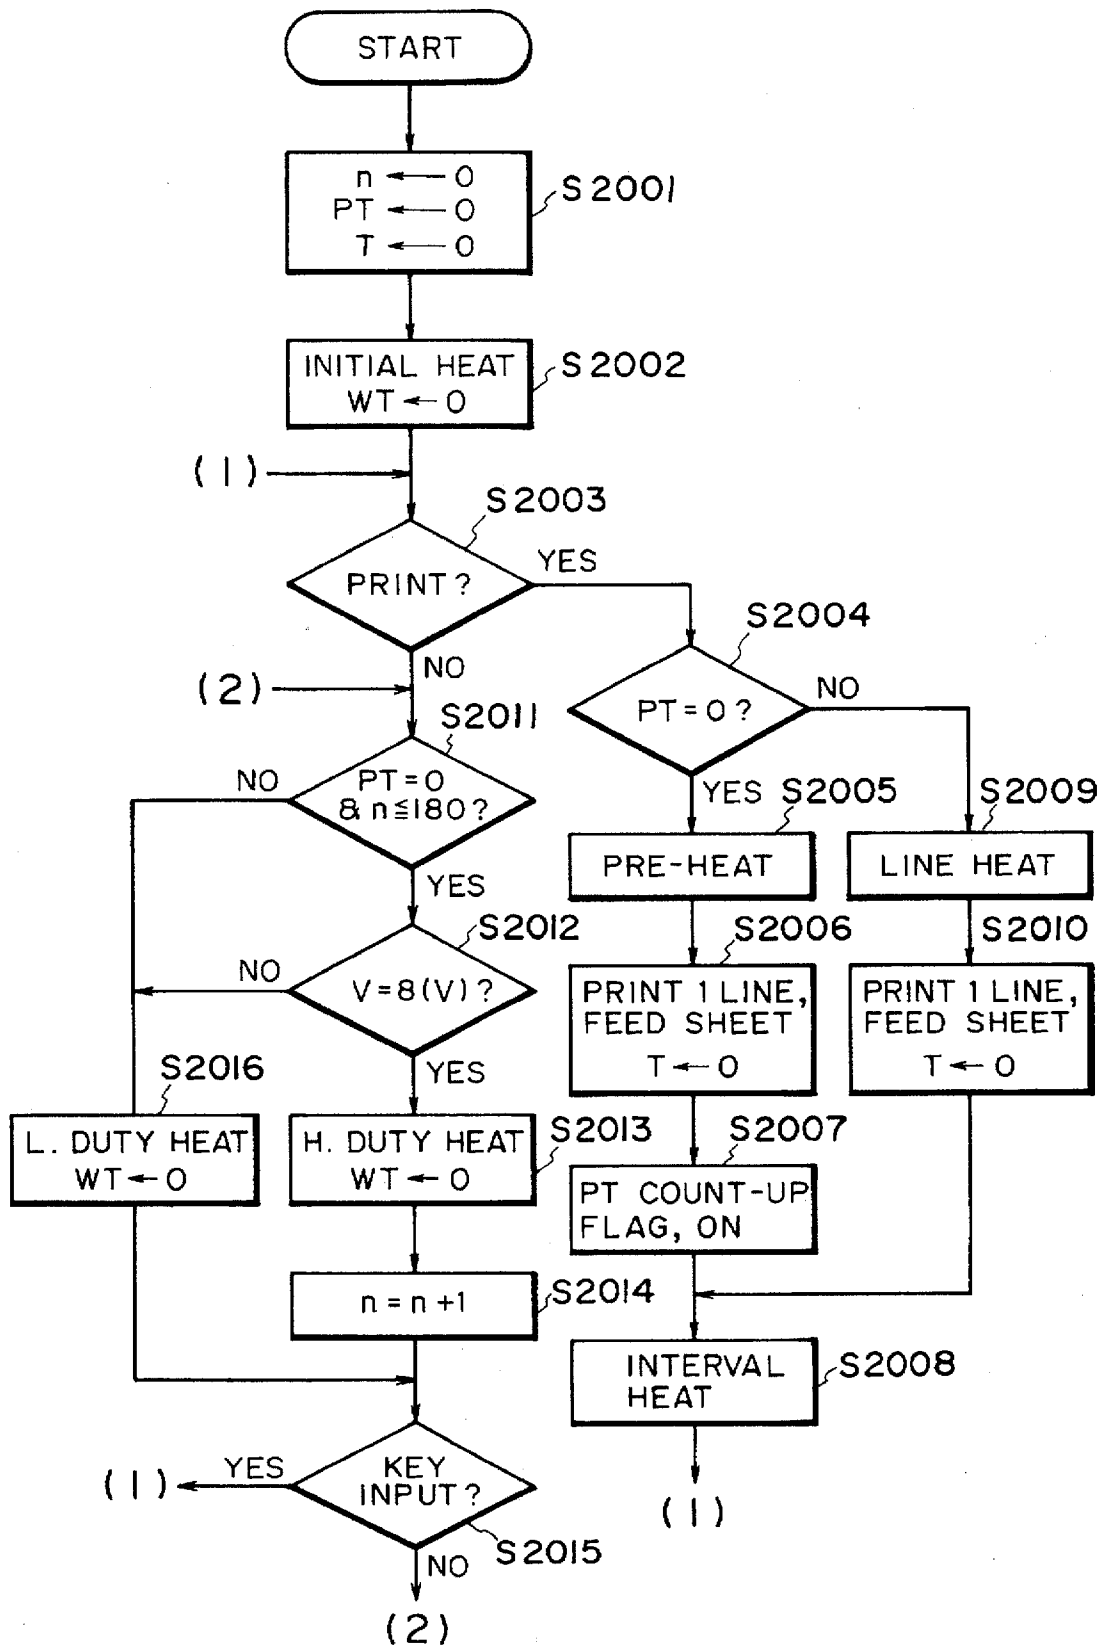 START
n ← 0
PT ← 0
T ← 0
S2001
INITIAL HEAT
WT ← 0
S2002
(1)
S2003
PRINT?
YES
NO
S2004
PT = 0 ?
NO
YES
(2)
S2011
PT = 0
& n ≦ 180 ?
NO
YES
S2005
PRE-HEAT
S2009
LINE HEAT
S2012
V = 8 (V) ?
NO
YES
S2006
PRINT 1 LINE,
FEED SHEET
T ← 0
S2010
PRINT 1 LINE,
FEED SHEET
T ← 0
S2016
L. DUTY HEAT
WT ← 0
H. DUTY HEAT
WT ← 0
S2013
S2007
PT COUNT-UP
FLAG, ON
n = n + 1
S2014
INTERVAL
HEAT
S2008
(1)
KEY
INPUT?
YES
(1)
S2015
NO
(2)